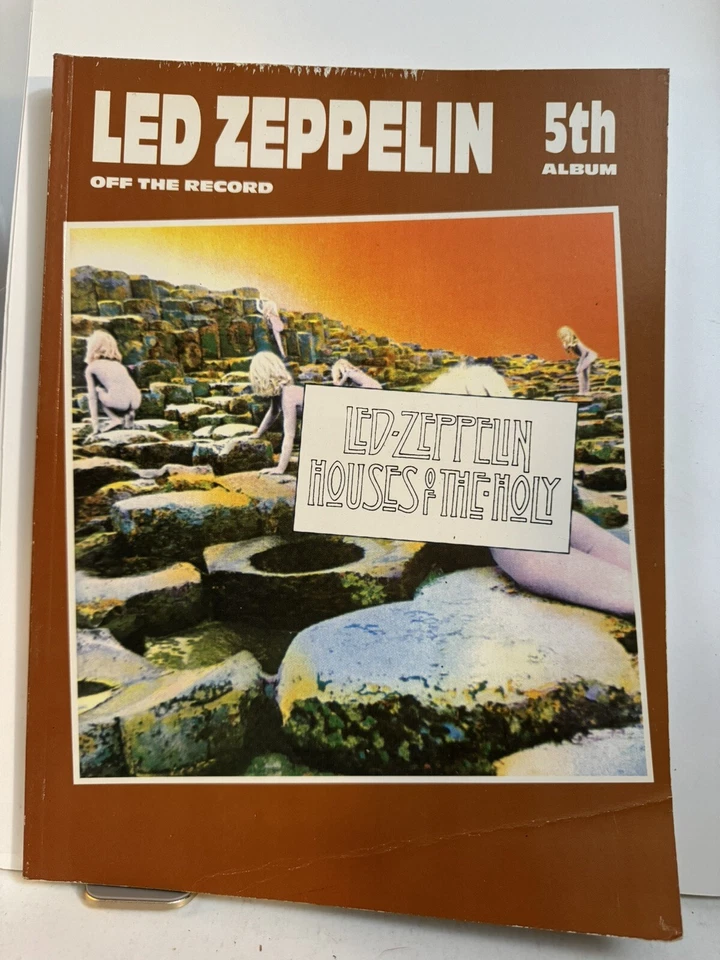 LED ZEPPELIN
5th
ALBUM
OFF THE RECORD
LED·ZEPPELIN
HOUSES OF THE·HOLY